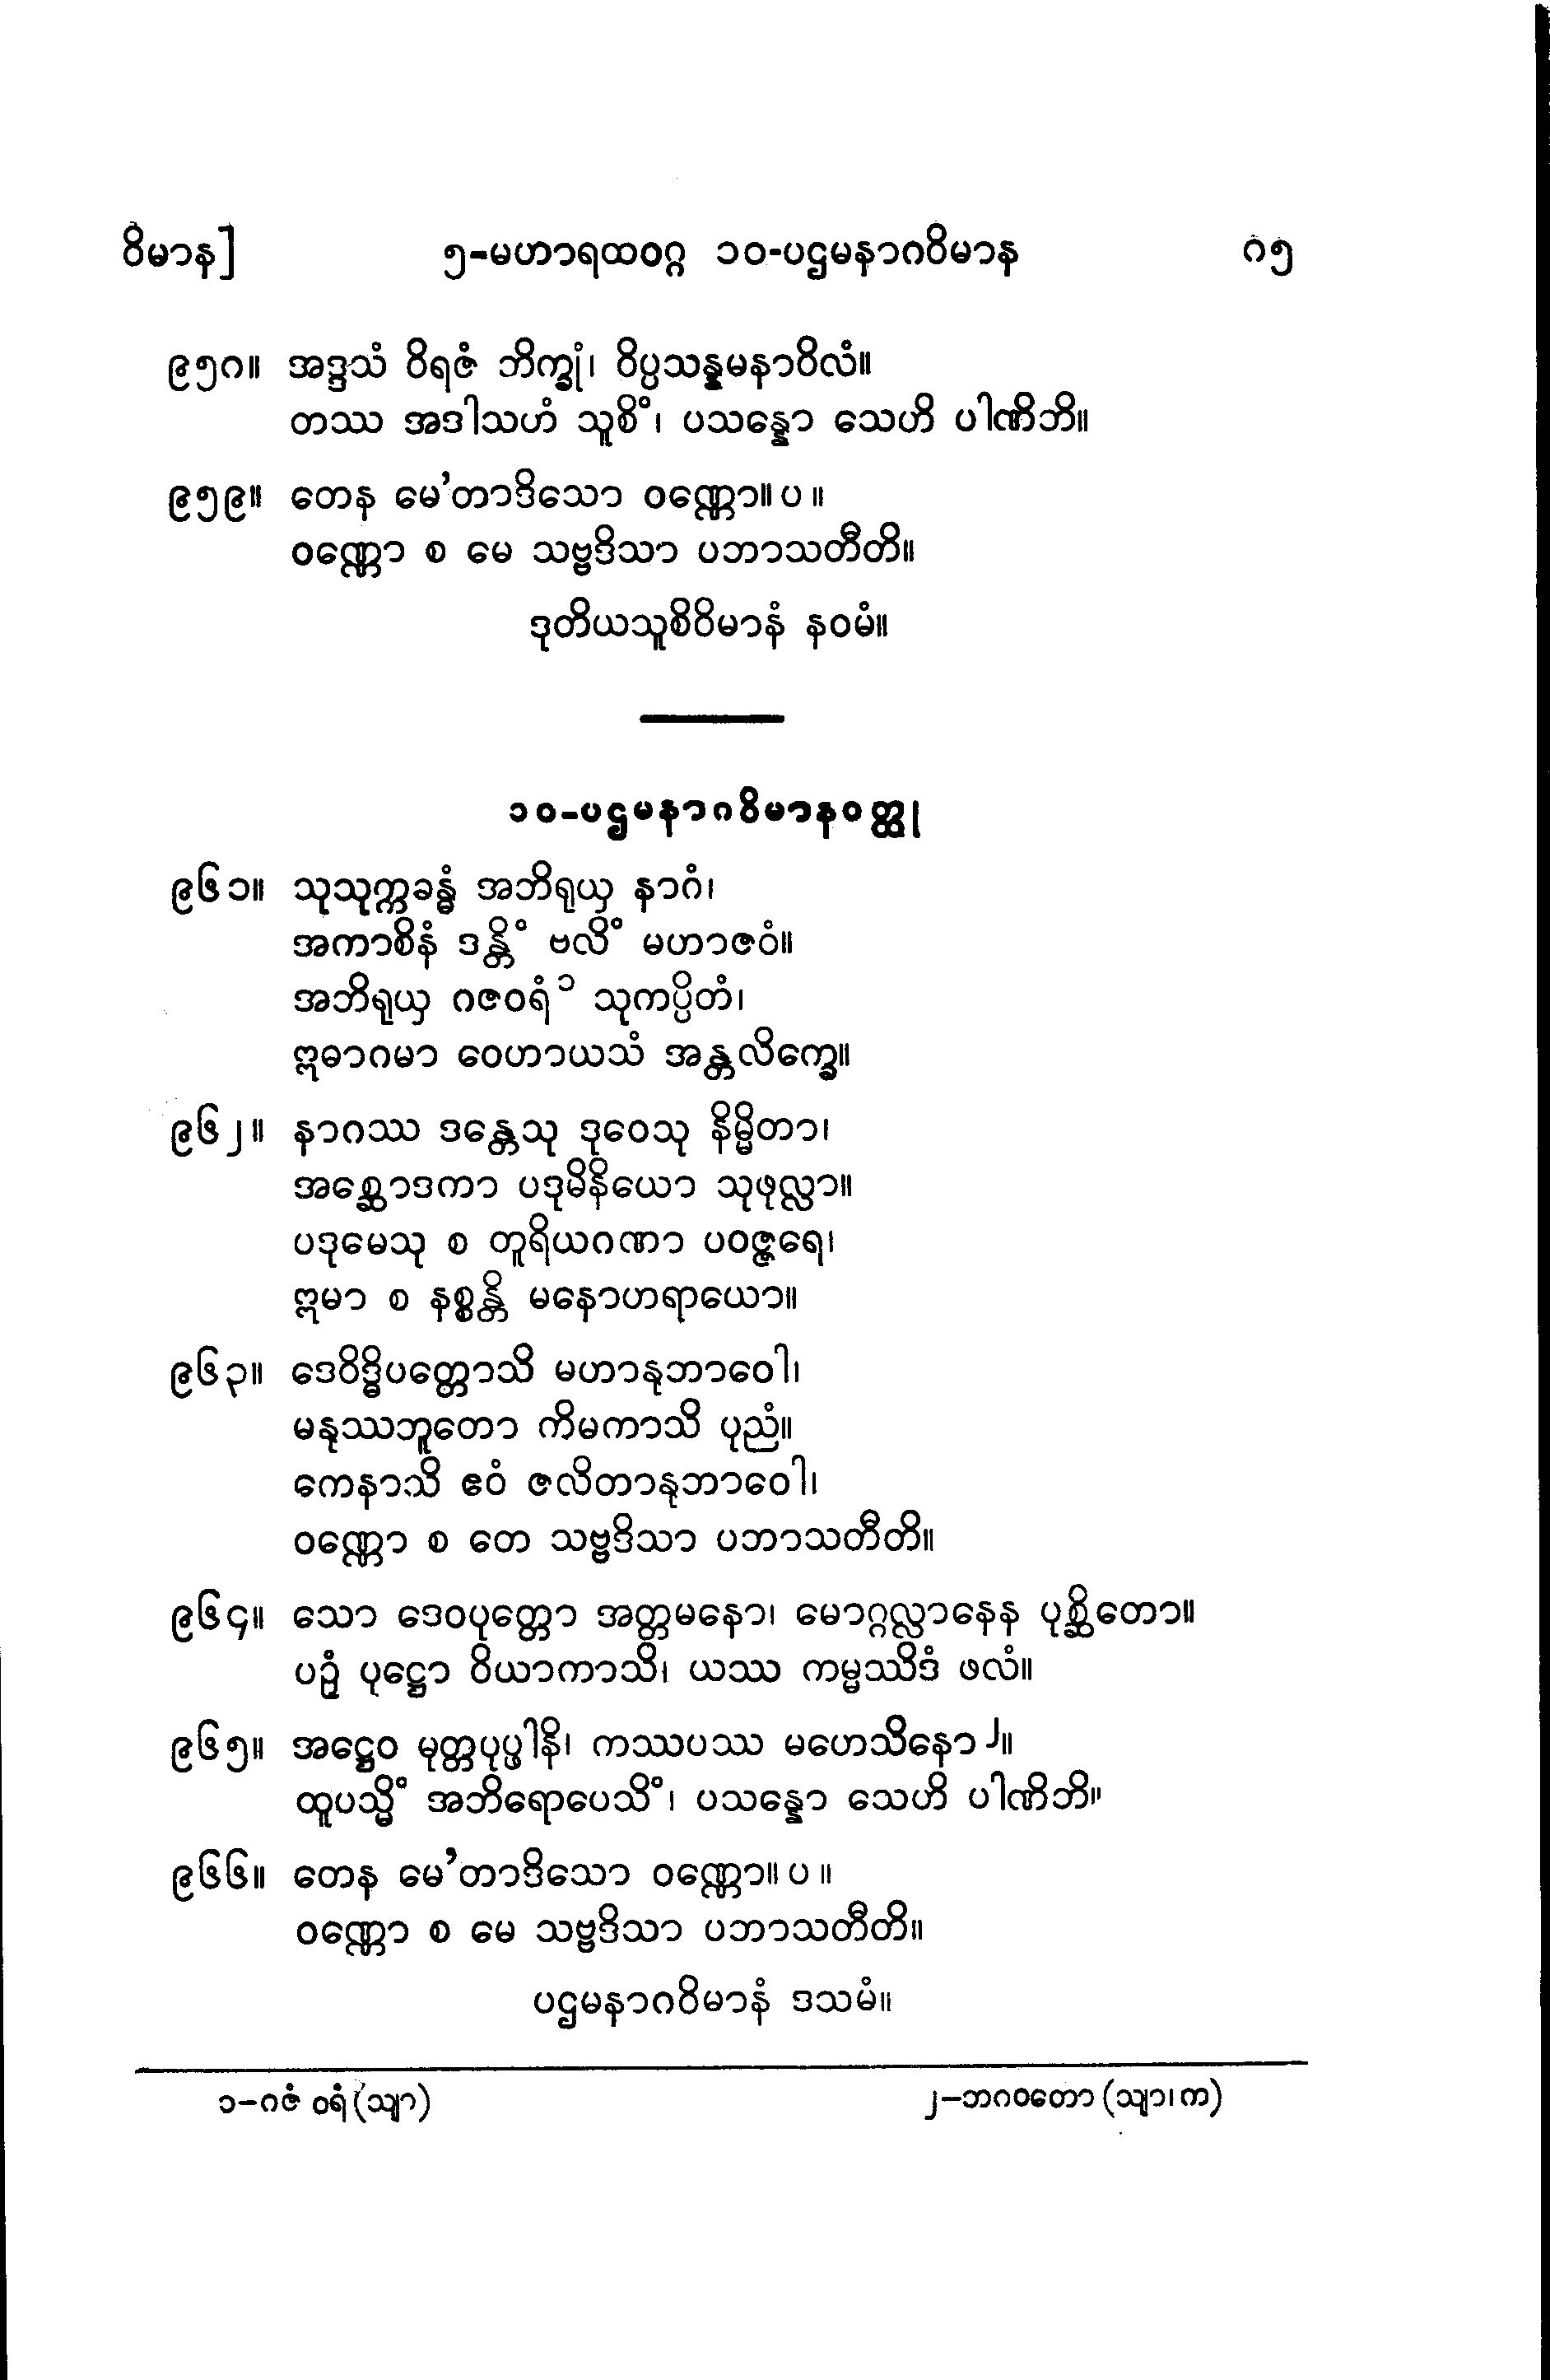 ဝိမာန] ၅-မဟာရထဝဂ္ဂ ၁၀-ပဌမနာဂဝိမာန ဂ၅
၉၅ဂ။ အဒ္ဒသံ ဝိရဇံ ဘိက္ခုံ၊ ဝိပ္ပသန္နမနာဝိလံ။
တဿ အဒါသဟံ သူစိံ၊ ပသန္နော သေဟိ ပါဏိဘိ။
၉၅၉။ တေန မေ’တာဒိသော ဝဏ္ဏော။ ပ ။
ဝဏ္ဏော စ မေ သဗ္ဗဒိသာ ပဘာသတီတိ။
ဒုတိယသူစိဝိမာနံ နဝမံ။
၁၀-ပဌမနာဂဝိမာနဝတ္ထု
၉၆၁။ သုသုက္ကခန္ဓံ အဘိရုယှ နာဂံ၊
အကာစိနံ ဒန္တိံ ဗလိံ မဟာဇဝံ။
အဘိရုယှ ဂဇဝရံ ၁ သုကပ္ပိတံ၊
ဣဓာဂမာ ဝေဟာယသံ အန္တလိက္ခေ။
၉၆၂။ နာဂဿ ဒန္တေသု ဒုဝေသု နိမ္မိတာ၊
အစ္ဆောဒကာ ပဒုမိနိယော သုဖုလ္လာ။
ပဒုမေသု စ တူရိယဂဏာ ပဝဇ္ဇရေ၊
ဣမာ စ နစ္စန္တိ မနောဟရာယော။
၉၆၃။ ဒေဝိဒ္ဓိပတ္တောသိ မဟာနုဘာဝေါ၊
မနုဿဘူတော ကိမကာသိ ပုညံ။
ကေနာသိ ဧဝံ ဇလိတာနုဘာဝေါ၊
ဝဏ္ဏော စ တေ သဗ္ဗဒိသာ ပဘာသတီတိ။
၉၆၄။ သော ဒေဝပုတ္တော အတ္တမနော၊ မောဂ္ဂလ္လာနေန ပုစ္ဆိတော။
ပဉှံ ပုဋ္ဌော ဝိယာကာသိ၊ ယဿ ကမ္မဿိဒံ ဖလံ။
၉၆၅။ အဋ္ဌေဝ မုတ္တပုပ္ဖါနိ၊ ကဿပဿ မဟေသိနော ၂။
ထူပသ္မိံ အဘိရောပေသိံ၊ ပသန္နော သေဟိ ပါဏိဘိ။
၉၆၆။ တေန မေ’တာဒိသော ဝဏ္ဏော။ ပ ။
ဝဏ္ဏော စ မေ သဗ္ဗဒိသာ ပဘာသတီတိ။
ပဌမနာဂဝိမာနံ ဒသမံ။
၁-ဂဇံ ဝရံ (သျာ) ၂-ဘဂဝတော (သျာ၊ က)